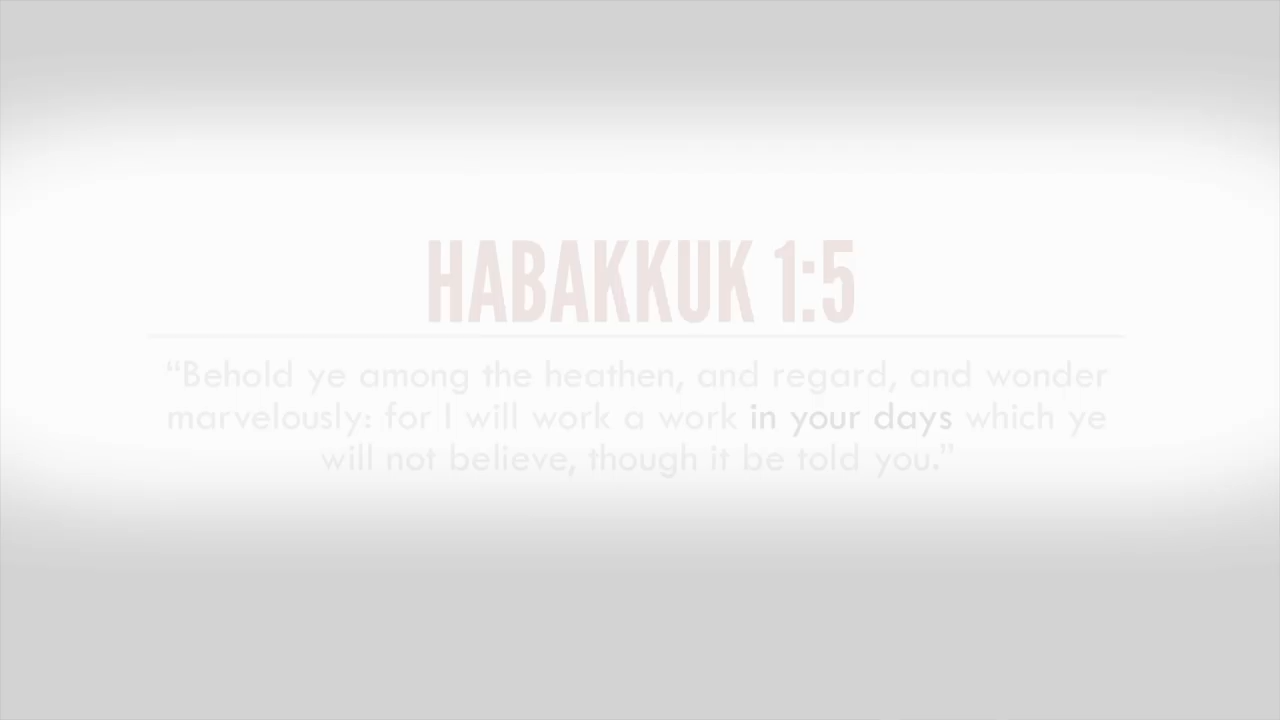 HABAKKUK 1:5
“Behold ye among the heathen, and regard, and wonder
marvelously: for I will work a work in your days which ye
will not believe, though it be told you.”